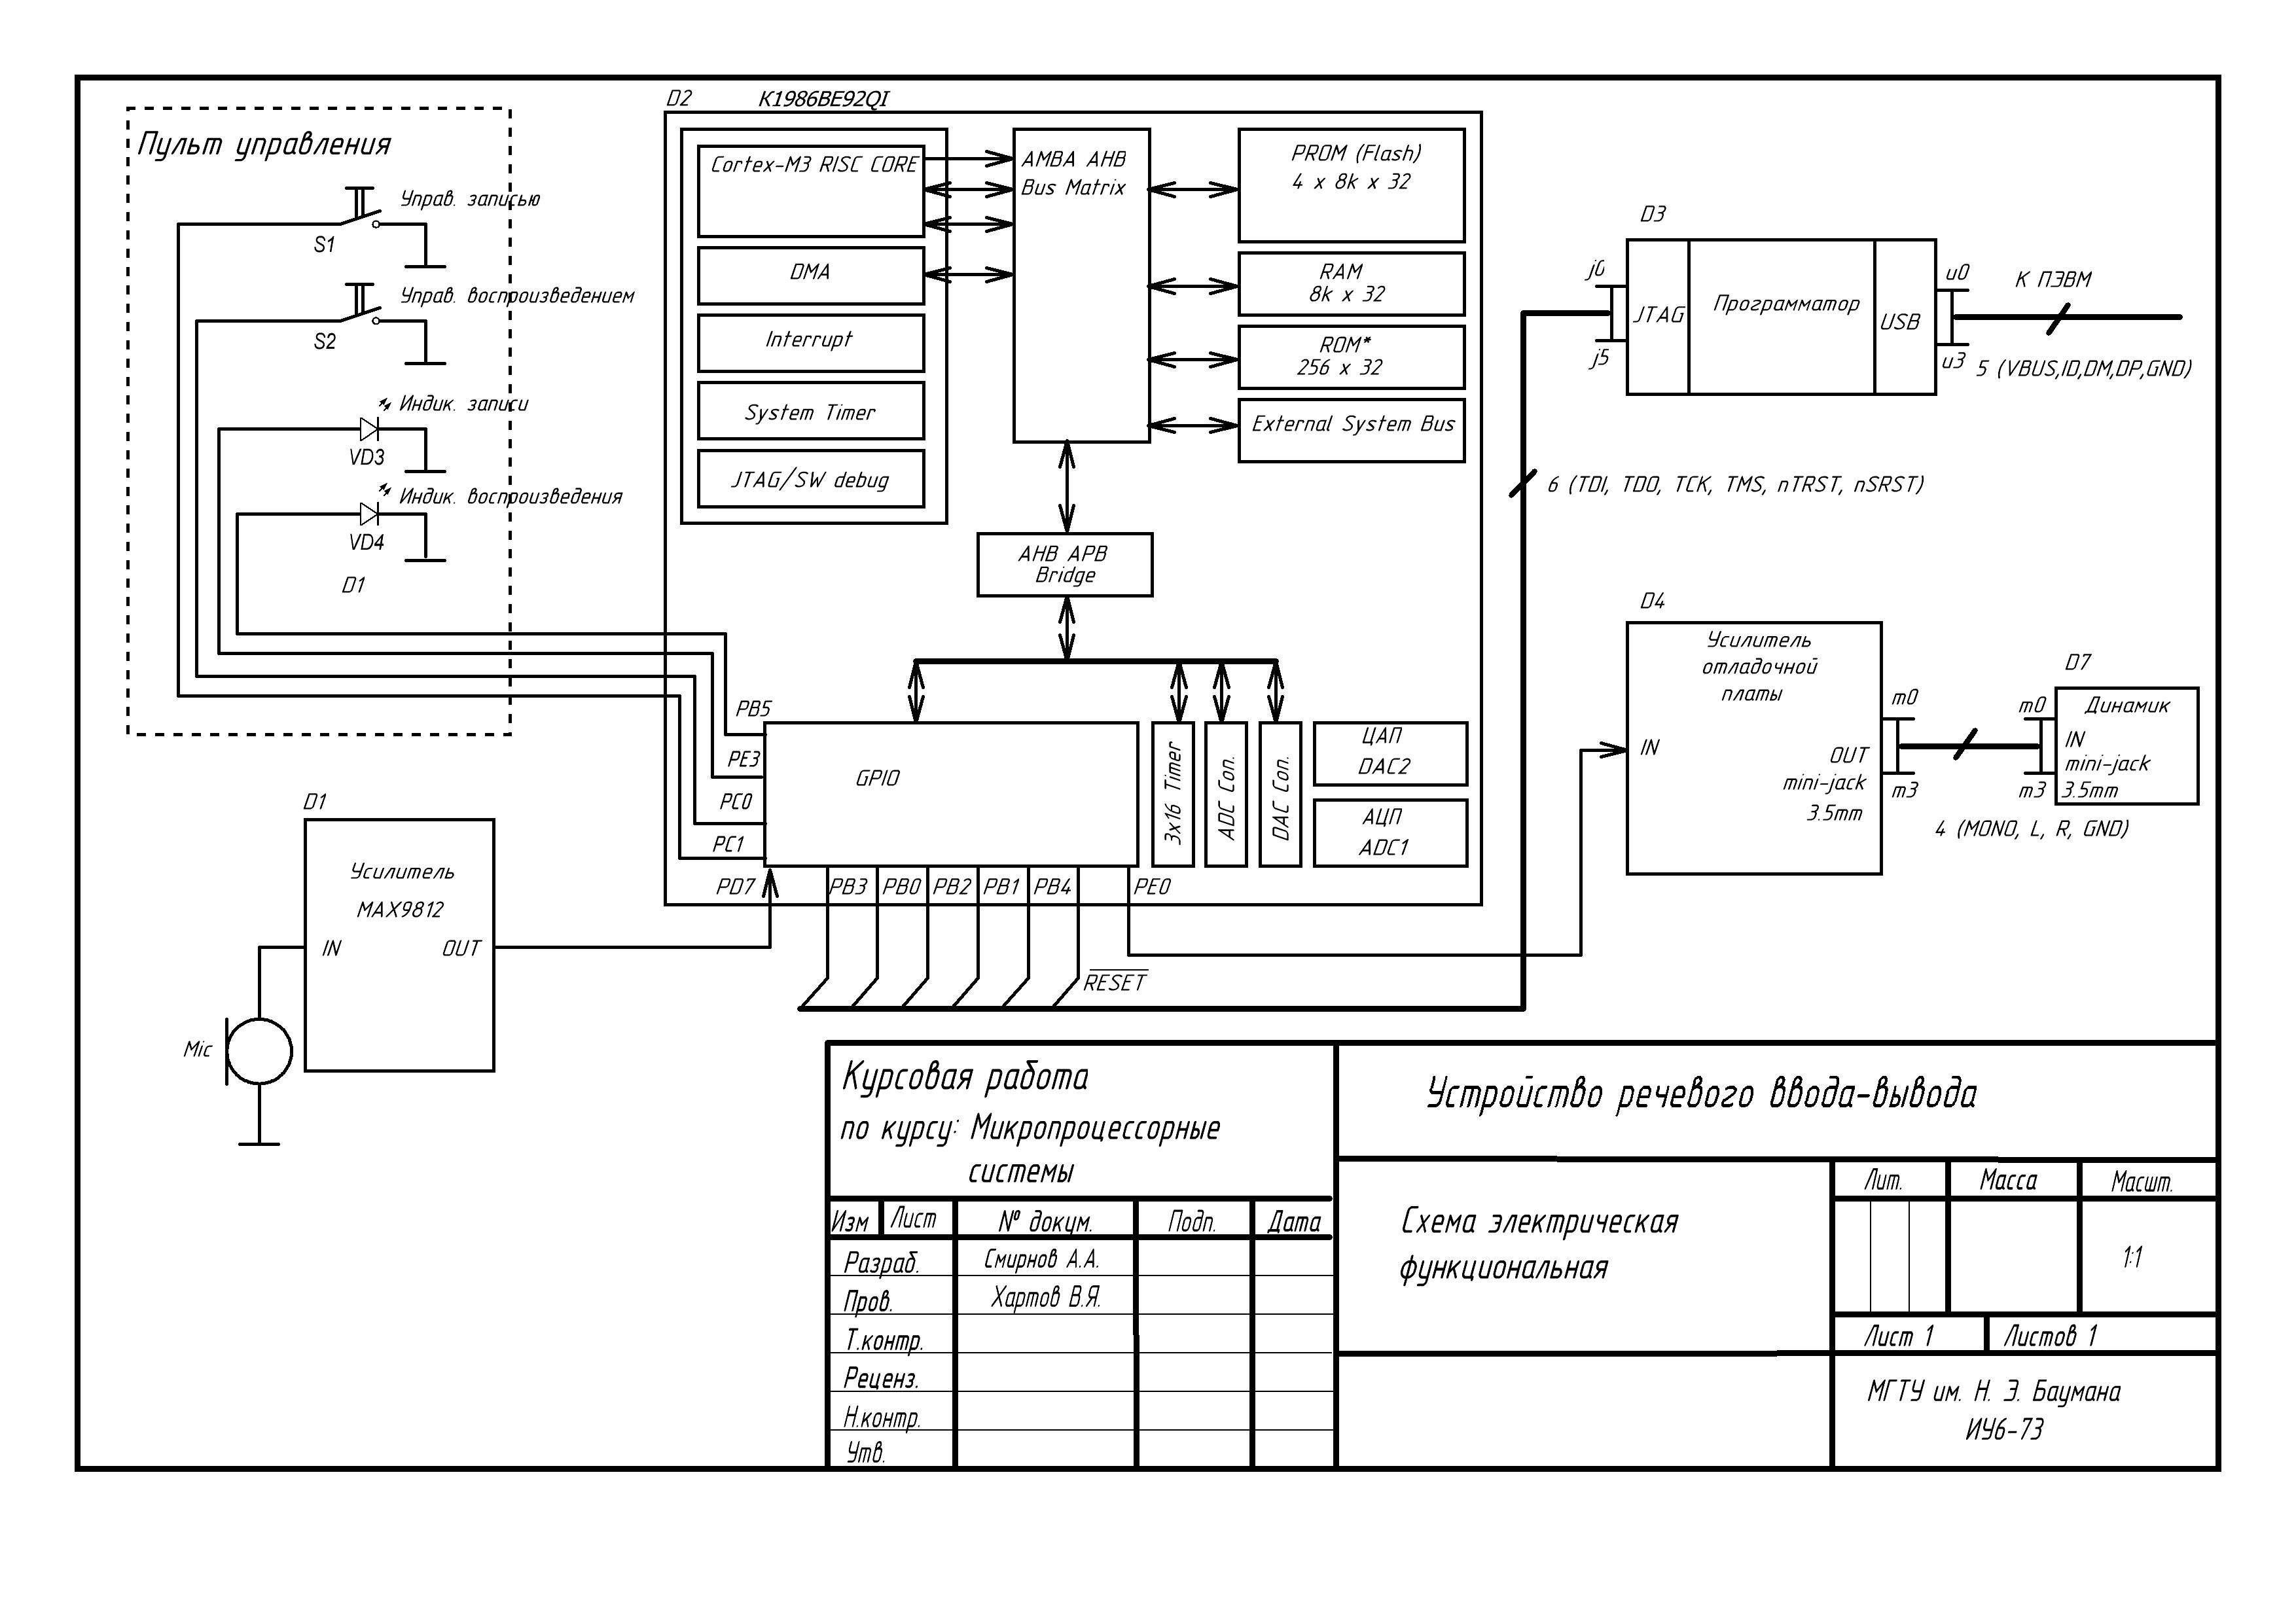 Пульт управления
Управ. записью
S1
Управ. воспроизведением
S2
Индик. записи
VD3
Индик. воспроизведения
VD4
D1
D2
К1986ВЕ92QI
Cortex-M3 RISC CORE
DMA
Interrupt
System Timer
JTAG/SW debug
AMBA AHB
Bus Matrix
PROM (Flash)
4 x 8k x 32
RAM
8k x 32
ROM*
256 x 32
External System Bus
AHB APB
Bridge
PB5
PE3
PC0
PC1
PD7
GPIO
3x16 Timer
ADC Con.
DAC Con.
ЦАП
DAC2
АЦП
ADC1
PB3
PB0
PB2
PB1
PB4
PE0
RESET
D1
Усилитель
MAX9812
IN
OUT
Mic
D3
j0
j5
JTAG
Программатор
USB
u0
u3
К ПЭВМ
5 (VBUS,ID,DM,DP,GND)
6 (TDI, TDO, TCK, TMS, nTRST, nSRST)
D4
Усилитель
отладочной
платы
IN
OUT
mini-jack
3.5mm
m0
m3
4 (MONO, L, R, GND)
D7
m0
m3
Динамик
IN
mini-jack
3.5mm
Курсовая работа
по курсу: Микропроцессорные
системы
Изм Лист № докум. Подп. Дата
Разраб. Смирнов А.А.
Пров. Хартов В.Я.
Т.контр.
Реценз.
Н.контр.
Утв.
Устройство речевого ввода-вывода
Схема электрическая
функциональная
Лит. Масса Масшт.
1:1
Лист 1 Листов 1
МГТУ им. Н. Э. Баумана
ИУ6-73